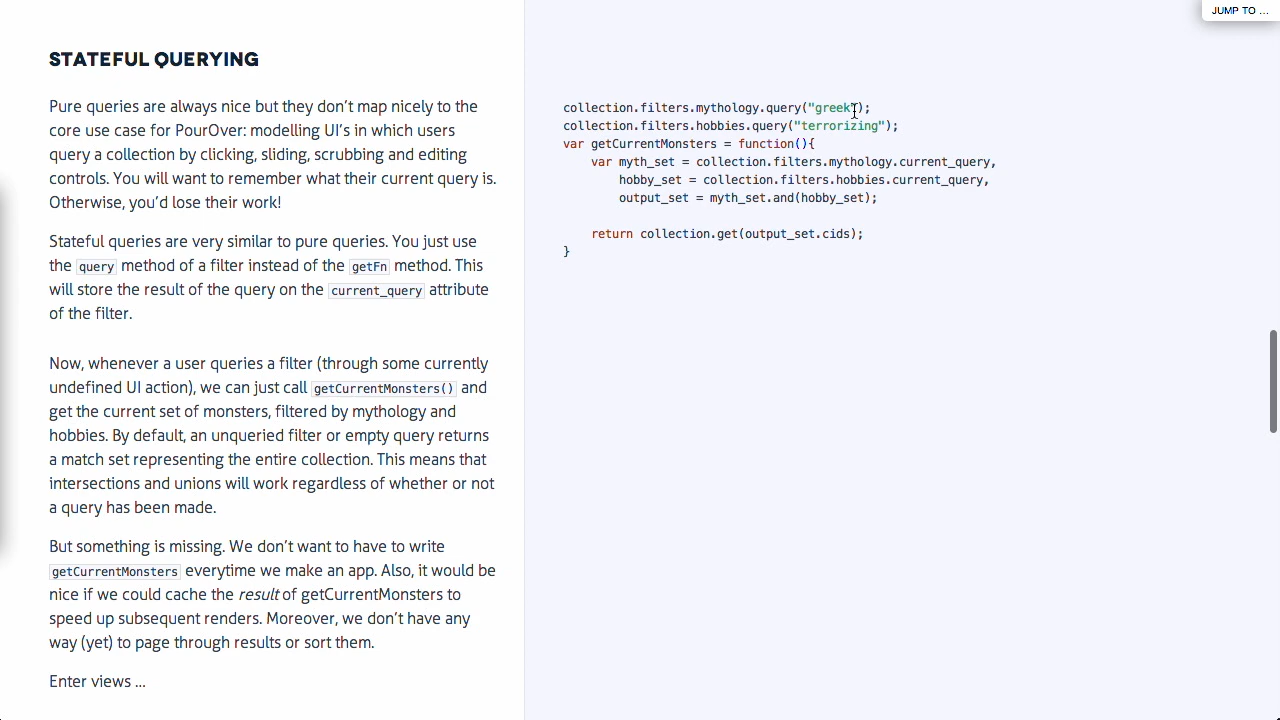 JUMP TO ...
STATEFUL QUERYING
Pure queries are always nice but they don’t map nicely to the
core use case for PourOver: modelling UI’s in which users
query a collection by clicking, sliding, scrubbing and editing
controls. You will want to remember what their current query is.
Otherwise, you’d lose their work!
Stateful queries are very similar to pure queries. You just use
the query method of a filter instead of the getFn method. This
will store the result of the query on the current_query attribute
of the filter.
Now, whenever a user queries a filter (through some currently
undefined UI action), we can just call getCurrentMonsters() and
get the current set of monsters, filtered by mythology and
hobbies. By default, an unqueried filter or empty query returns
a match set representing the entire collection. This means that
intersections and unions will work regardless of whether or not
a query has been made.
But something is missing. We don’t want to have to write
getCurrentMonsters everytime we make an app. Also, it would be
nice if we could cache the result of getCurrentMonsters to
speed up subsequent renders. Moreover, we don’t have any
way (yet) to page through results or sort them.
Enter views ...
collection.filters.mythology.query("greek");
collection.filters.hobbies.query("terrorizing");
var getCurrentMonsters = function(){
    var myth_set = collection.filters.mythology.current_query,
        hobby_set = collection.filters.hobbies.current_query,
        output_set = myth_set.and(hobby_set);
    return collection.get(output_set.cids);
}